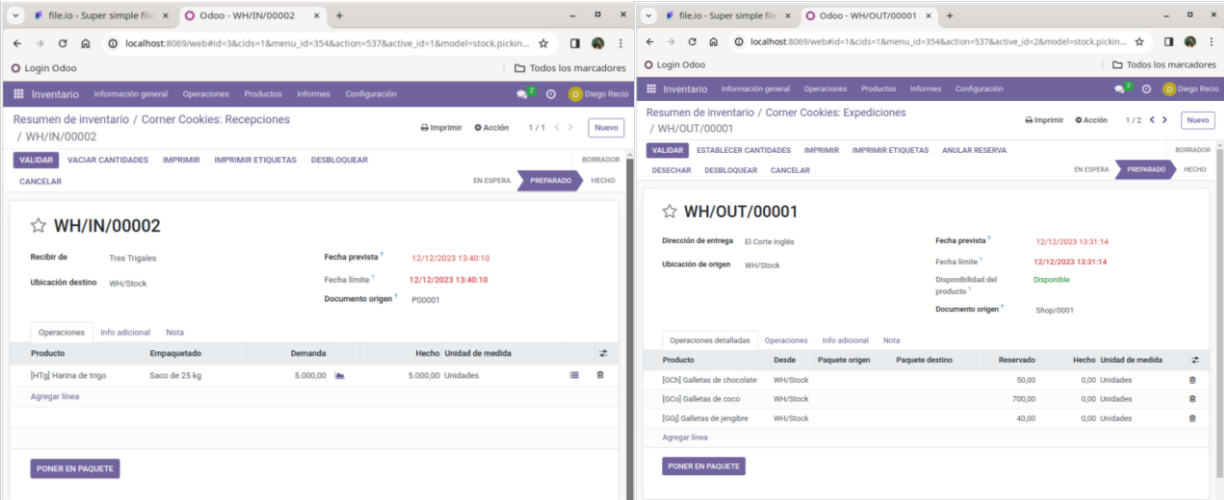 file.io - Super simple file
Odoo - WH/IN/00002
localhost:8069/web#id=3&cids=1&menu_id=354&action=537&active_id=1&model=stock.pickin...
Login Odoo
Todos los marcadores
Inventario Información general Operaciones Productos Informes Configuración 2 D Diego Recio
Resumen de inventario / Corner Cookies: Recepciones
/ WH/IN/00002
Imprimir Acción 1 / 1 Nuevo
VALIDAR VACIAR CANTIDADES IMPRIMIR IMPRIMIR ETIQUETAS DESBLOQUEAR BORRADOR
CANCELAR EN ESPERA PREPARADO HECHO
WH/IN/00002
Recibir de Tres Trigales Fecha prevista ? 12/12/2023 13:40:10
Fecha límite ? 12/12/2023 13:40:10
Ubicación destino WH/Stock
Documento origen ? P00001
Operaciones Info adicional Nota
Producto Empaquetado Demanda Hecho Unidad de medida
[HTg] Harina de trigo Saco de 25 kg 5.000,00 5.000,00 Unidades
Agregar línea
PONER EN PAQUETE
file.io - Super simple file
Odoo - WH/OUT/00001
localhost:8069/web#id=1&cids=1&menu_id=354&action=537&active_id=2&model=stock.pickin...
Login Odoo
Todos los marcadores
Inventario Información general Operaciones Productos Informes Configuración 2 D Diego Recio
Resumen de inventario / Corner Cookies: Expediciones
/ WH/OUT/00001
Imprimir Acción 1 / 2 Nuevo
VALIDAR ESTABLECER CANTIDADES IMPRIMIR IMPRIMIR ETIQUETAS ANULAR RESERVA BORRADOR
DESECHAR DESBLOQUEAR CANCELAR EN ESPERA PREPARADO HECHO
WH/OUT/00001
Dirección de entrega El Corte Inglés Fecha prevista ? 12/12/2023 13:31:14
Ubicación de origen WH/Stock Fecha límite ? 12/12/2023 13:31:14
Disponibilidad del Disponible
producto ?
Documento origen ? Shop/0001
Operaciones detalladas Operaciones Info adicional Nota
Producto Desde Paquete origen Paquete destino Reservado Hecho Unidad de medida
[GCh] Galletas de chocolate WH/Stock 50,00 0,00 Unidades
[GCo] Galletas de coco WH/Stock 700,00 0,00 Unidades
[GGj] Galletas de jengibre WH/Stock 40,00 0,00 Unidades
Agregar línea
PONER EN PAQUETE